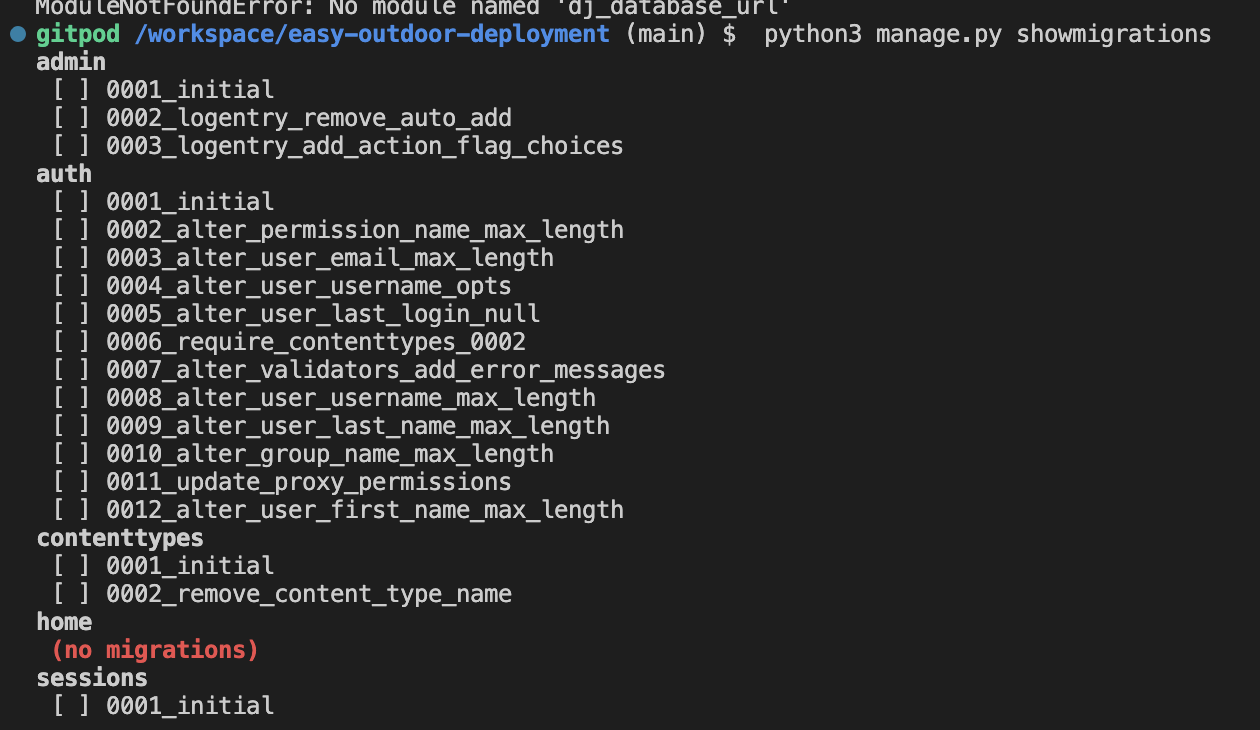 ModuleNotFoundError: No module named 'dj_database_url'
gitpod /workspace/easy-outdoor-deployment (main) $  python3 manage.py showmigrations
admin
 [ ] 0001_initial
 [ ] 0002_logentry_remove_auto_add
 [ ] 0003_logentry_add_action_flag_choices
auth
 [ ] 0001_initial
 [ ] 0002_alter_permission_name_max_length
 [ ] 0003_alter_user_email_max_length
 [ ] 0004_alter_user_username_opts
 [ ] 0005_alter_user_last_login_null
 [ ] 0006_require_contenttypes_0002
 [ ] 0007_alter_validators_add_error_messages
 [ ] 0008_alter_user_username_max_length
 [ ] 0009_alter_user_last_name_max_length
 [ ] 0010_alter_group_name_max_length
 [ ] 0011_update_proxy_permissions
 [ ] 0012_alter_user_first_name_max_length
contenttypes
 [ ] 0001_initial
 [ ] 0002_remove_content_type_name
home
 (no migrations)
sessions
 [ ] 0001_initial